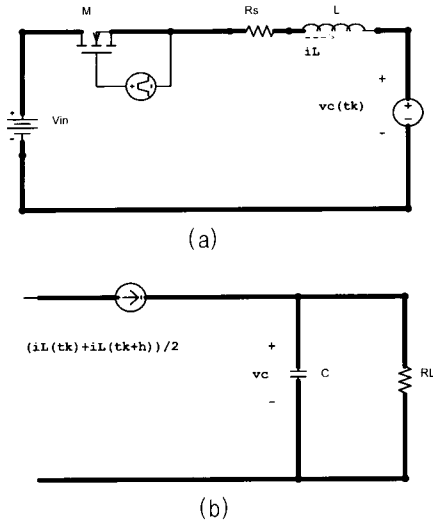 M
Rs
L
iL
+
vc(tk)
-
Vin
(a)
(iL(tk)+iL(tk+h))/2
+
vc
-
C
RL
(b)